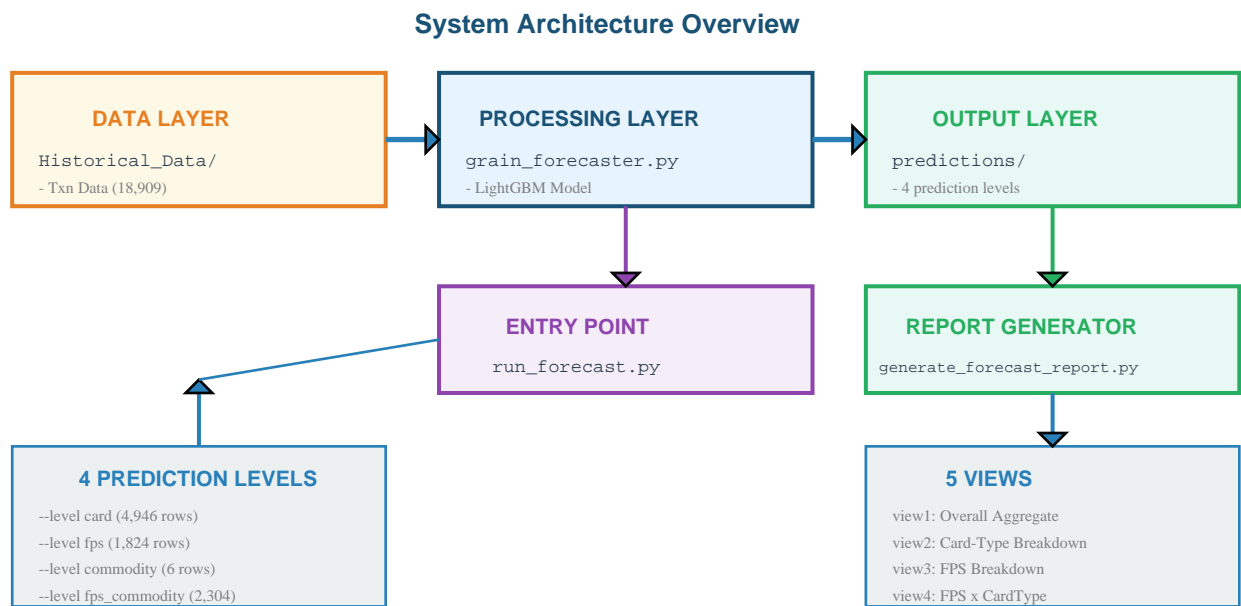 System Architecture Overview
DATA LAYER
Historical_Data/
- Txn Data (18,909)
PROCESSING LAYER
grain_forecaster.py
- LightGBM Model
OUTPUT LAYER
predictions/
- 4 prediction levels
ENTRY POINT
run_forecast.py
REPORT GENERATOR
generate_forecast_report.py
4 PREDICTION LEVELS
--level card (4,946 rows)
--level fps (1,824 rows)
--level commodity (6 rows)
--level fps_commodity (2,304)
5 VIEWS
view1: Overall Aggregate
view2: Card-Type Breakdown
view3: FPS Breakdown
view4: FPS x CardType